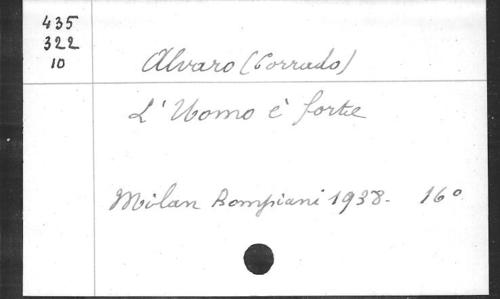 435
322
10
Alvaro (Corrado)
L'Uomo è forte
Milan Bompiani 1938. 16°